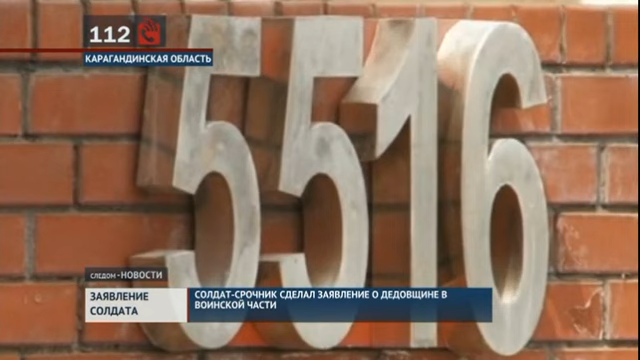 112
КАРАГАНДИНСКАЯ ОБЛАСТЬ
5516
СЛЕДОМ - НОВОСТИ
ЗАЯВЛЕНИЕ
СОЛДАТА
СОЛДАТ-СРОЧНИК СДЕЛАЛ ЗАЯВЛЕНИЕ О ДЕДОВЩИНЕ В
ВОИНСКОЙ ЧАСТИ